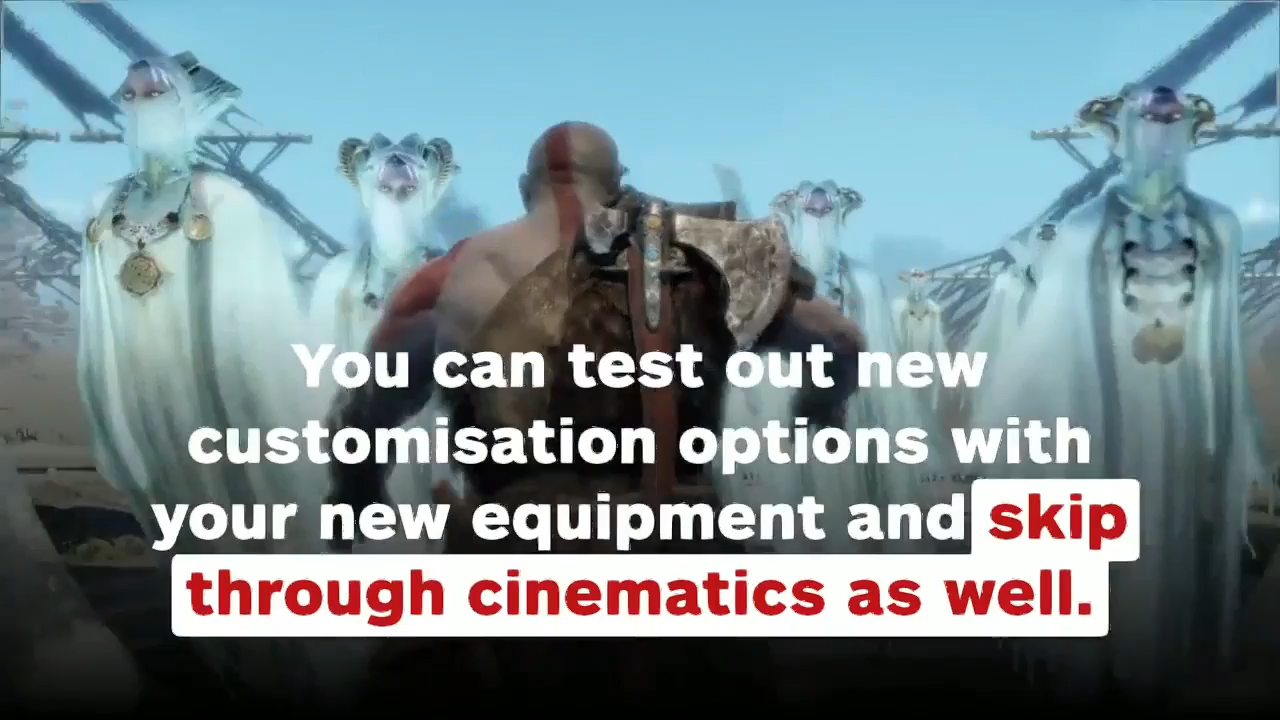 You can test out new
customisation options with
your new equipment and skip
through cinematics as well.